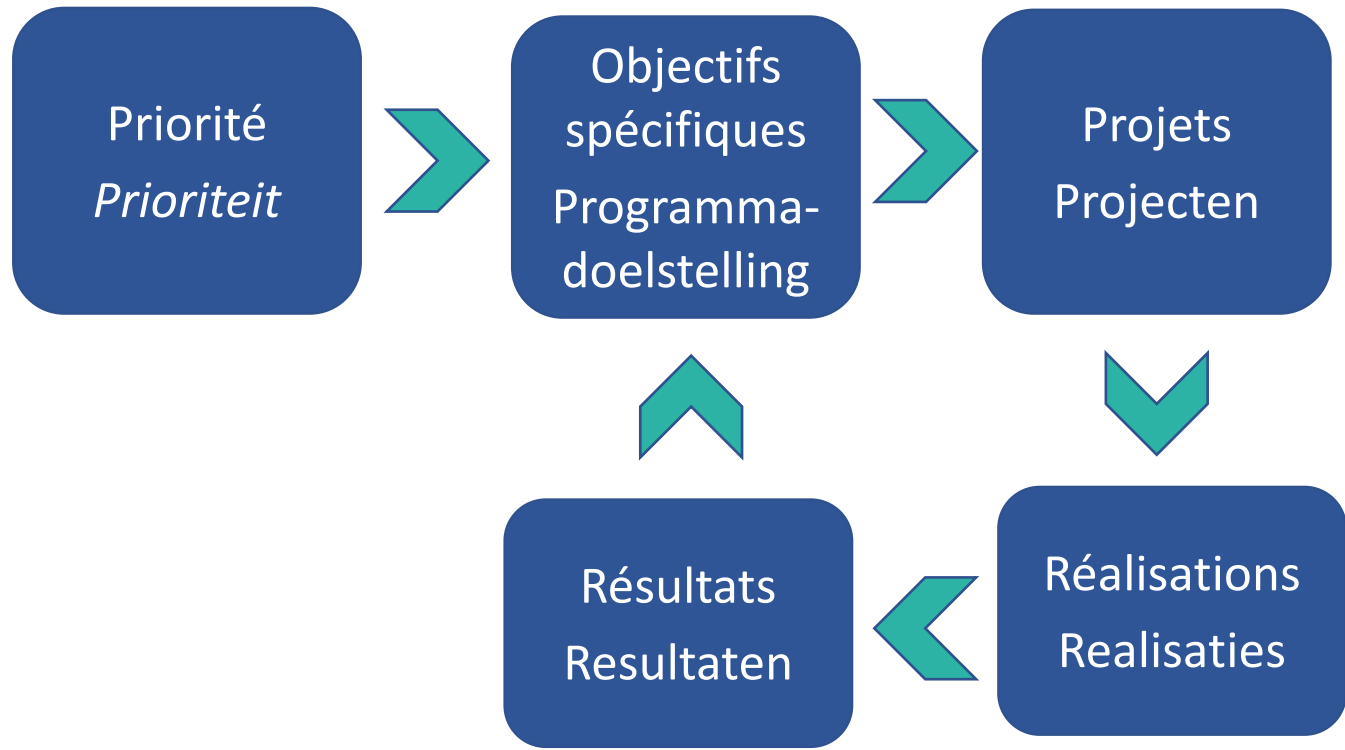 Priorité
Prioriteit
Objectifs
spécifiques
Programma-
doelstelling
Projets
Projecten
Résultats
Resultaten
Réalisations
Realisaties